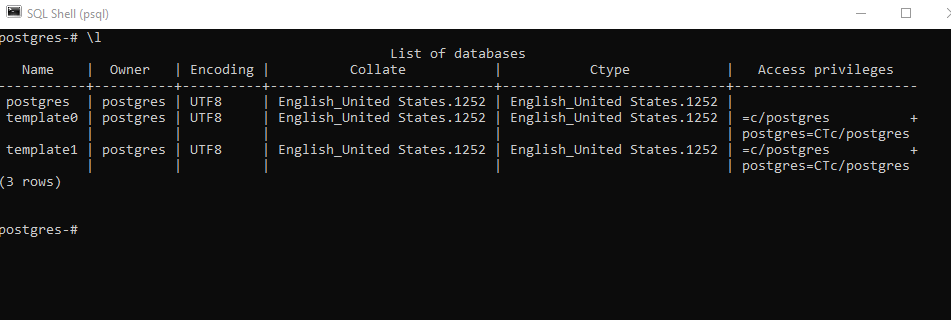 SQL Shell (psql)
postgres-# \l
                                                 List of databases
   Name    |  Owner   | Encoding |          Collate           |           Ctype            |   Access privileges
-----------+----------+----------+----------------------------+----------------------------+-----------------------
 postgres  | postgres | UTF8     | English_United States.1252 | English_United States.1252 |
 template0 | postgres | UTF8     | English_United States.1252 | English_United States.1252 | =c/postgres          +
           |          |          |                            |                            | postgres=CTc/postgres
 template1 | postgres | UTF8     | English_United States.1252 | English_United States.1252 | =c/postgres          +
           |          |          |                            |                            | postgres=CTc/postgres
(3 rows)
postgres-#